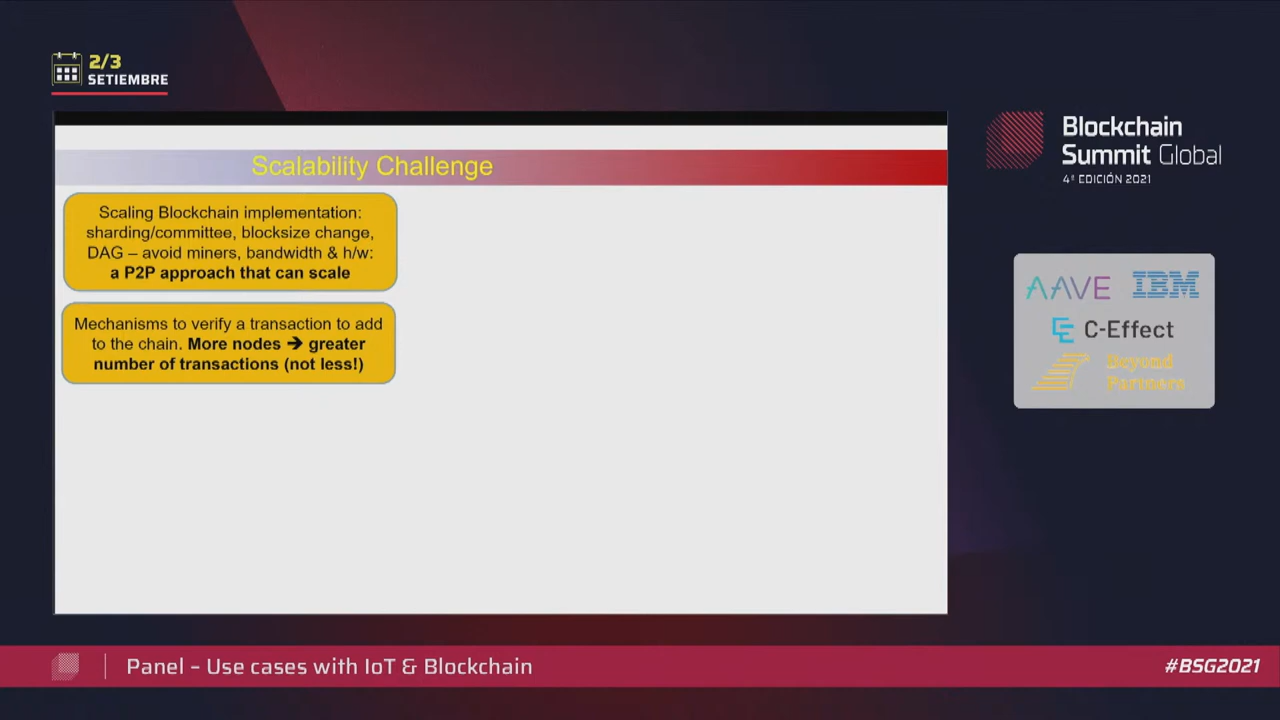 2/3
SETIEMBRE
Blockchain
Summit Global
4ª EDICIÓN 2021
Scalability Challenge
Scaling Blockchain implementation:
sharding/committee, blocksize change,
DAG – avoid miners, bandwidth & h/w:
a P2P approach that can scale
Mechanisms to verify a transaction to add
to the chain. More nodes ➔ greater
number of transactions (not less!)
AAVE IBM
C-Effect
Beyond
Partners
Panel – Use cases with IoT & Blockchain
#BSG2021